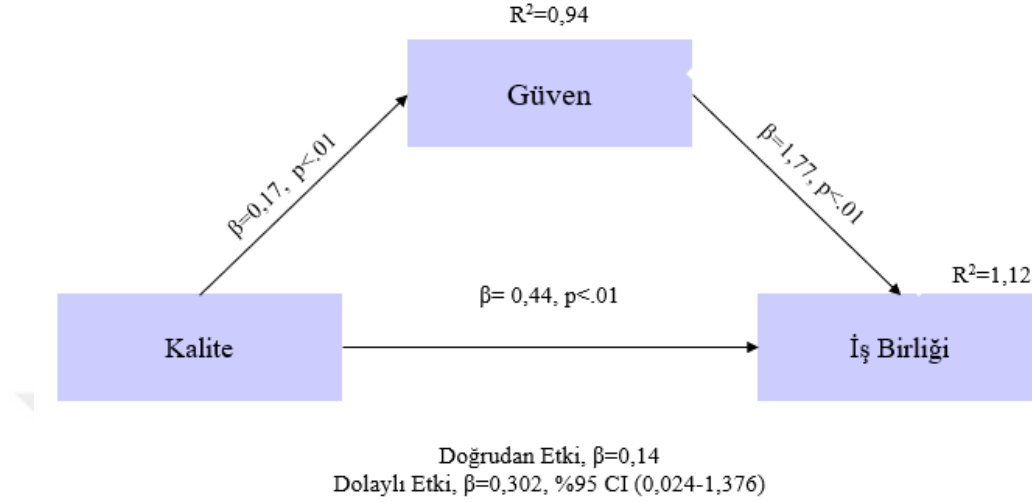 R²=0,94
Güven
β=0,17, p<.01
β=1,77, p<.01
R²=1,12
β= 0,44, p<.01
Kalite
İş Birliği
Doğrudan Etki, β=0,14
Dolaylı Etki, β=0,302, %95 CI (0,024-1,376)